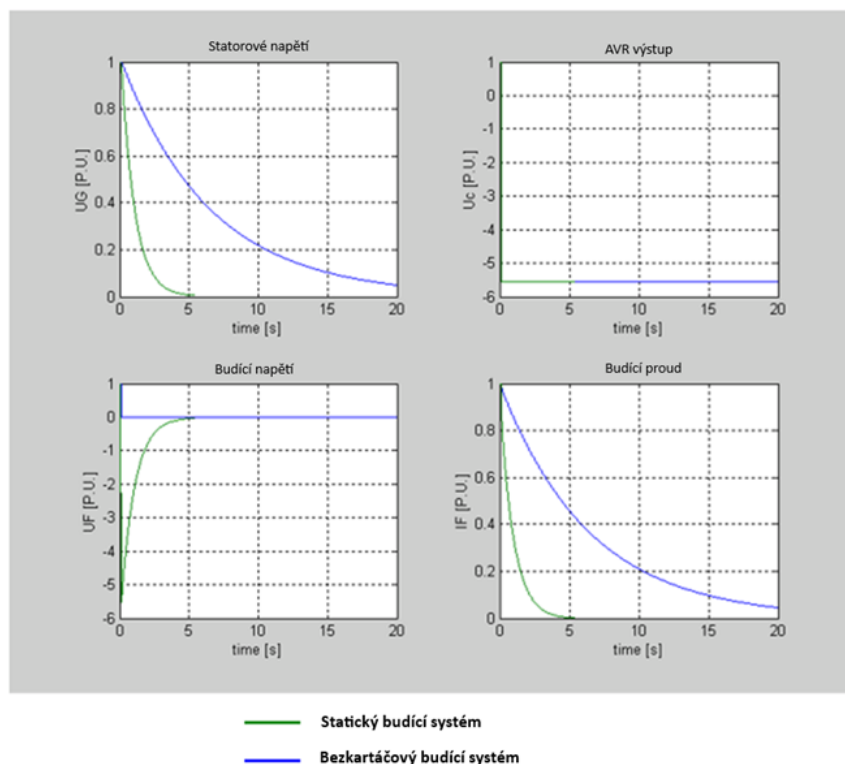 Statorové napětí
1
0.8
0.6
0.4
0.2
0
UG [P.U.]
0 5 10 15 20
time [s]
AVR výstup
1
0
-1
-2
-3
-4
-5
-6
Uc [P.U.]
0 5 10 15 20
time [s]
Budící napětí
1
0
-1
-2
-3
-4
-5
-6
UF [P.U.]
0 5 10 15 20
time [s]
Budící proud
1
0.8
0.6
0.4
0.2
0
IF [P.U.]
0 5 10 15 20
time [s]
Statický budící systém
Bezkartáčový budící systém